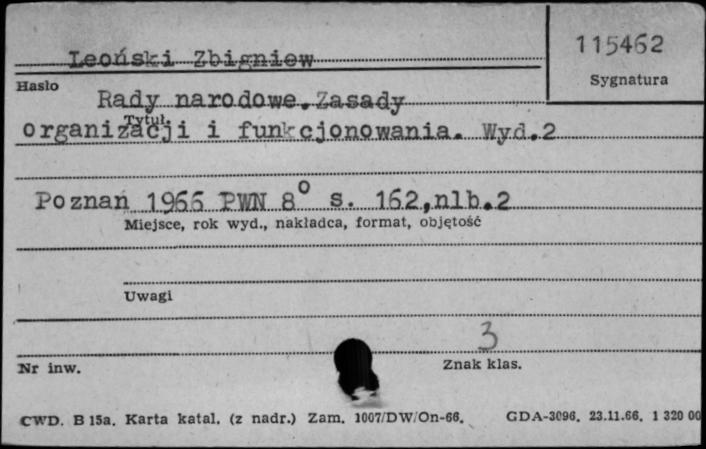 Leoński Zbigniew
115462
Hasło
Sygnatura
Rady narodowe. Zasady
Tytuł
organizacji i funkcjonowania. Wyd.2
Poznań 1966 PWN 8° s. 162,nlb.2
Miejsce, rok wyd., nakładca, format, objętość
Uwagi
3
Nr inw.
Znak klas.
CWD. B 15a. Karta katal. (z nadr.) Zam. 1007/DW/On-66. GDA-3096. 23.11.66. 1 320 00